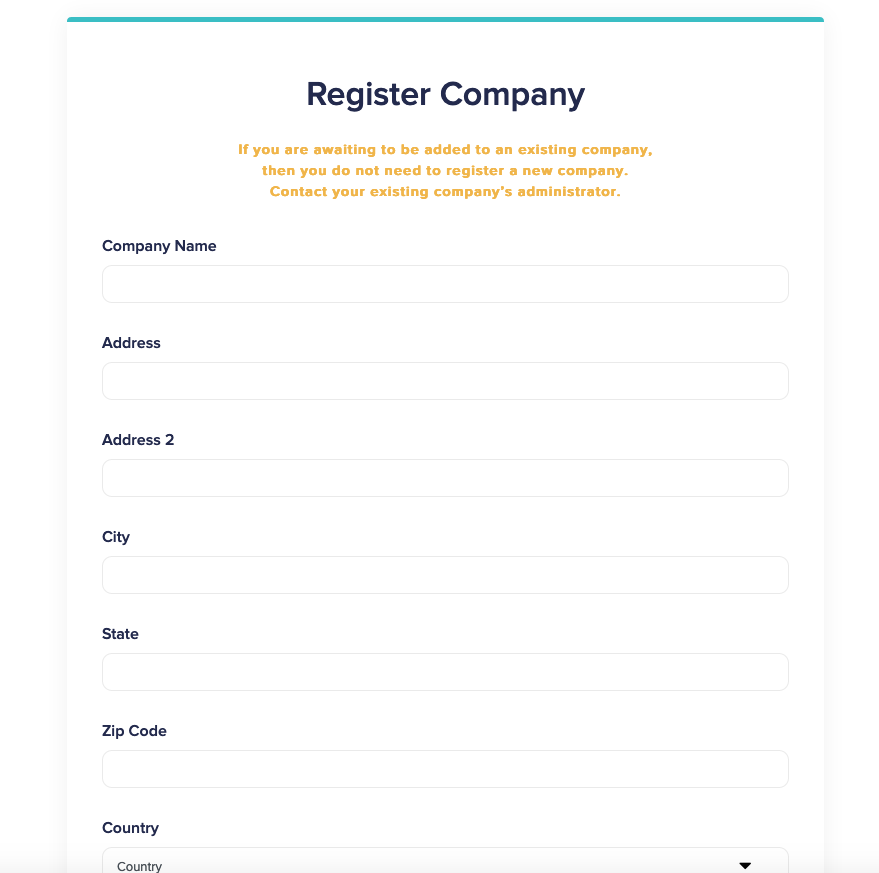 Register Company
If you are awaiting to be added to an existing company,
then you do not need to register a new company.
Contact your existing company's administrator.
Company Name
Address
Address 2
City
State
Zip Code
Country
Country